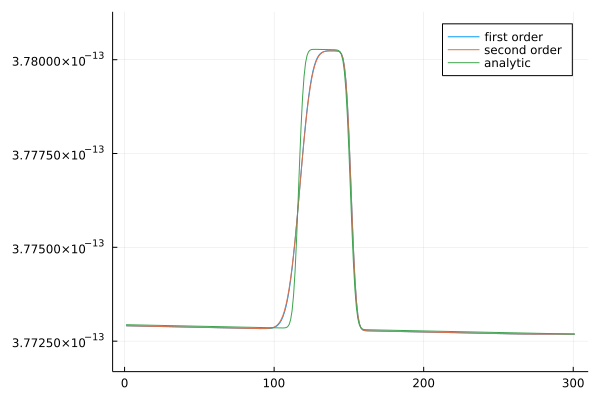 3.78000×10⁻¹³
3.77750×10⁻¹³
3.77500×10⁻¹³
3.77250×10⁻¹³
0
100
200
300
first order
second order
analytic